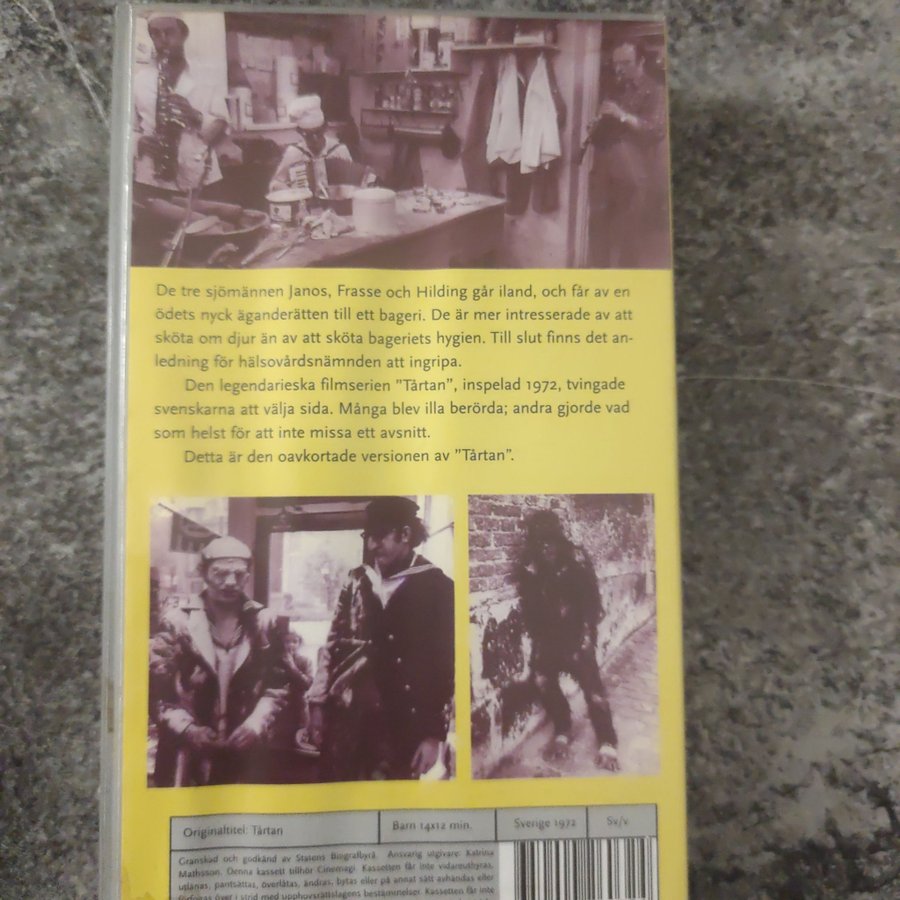 De tre sjömännen Janos, Frasse och Hilding går iland, och får av en
ödets nyck äganderätten till ett bageri. De är mer intresserade av att
sköta om djur än av att sköta bageriets hygien. Till slut finns det an-
ledning för hälsovårdsnämnden att ingripa.
Den legendarieska filmserien ”Tårtan”, inspelad 1972, tvingade
svenskarna att välja sida. Många blev illa berörda; andra gjorde vad
som helst för att inte missa ett avsnitt.
Detta är den oavkortade versionen av ”Tårtan”.
Originaltitel: Tårtan
Barn 14x12 min.
Sverige 1972
Sv/v
Granskad och godkänd av Statens Biografbyrå. Ansvarig utgivare: Katrina
Mathsson. Denna kassett tillhör Cinemagi. Kassetten får inte vidareuthyras,
utlånas, pantsättas, överlåtas, ändras, bytas eller på annat sätt avhändas eller
över i strid med upphovsrättslagens bestämmelser. Kassetten får inte